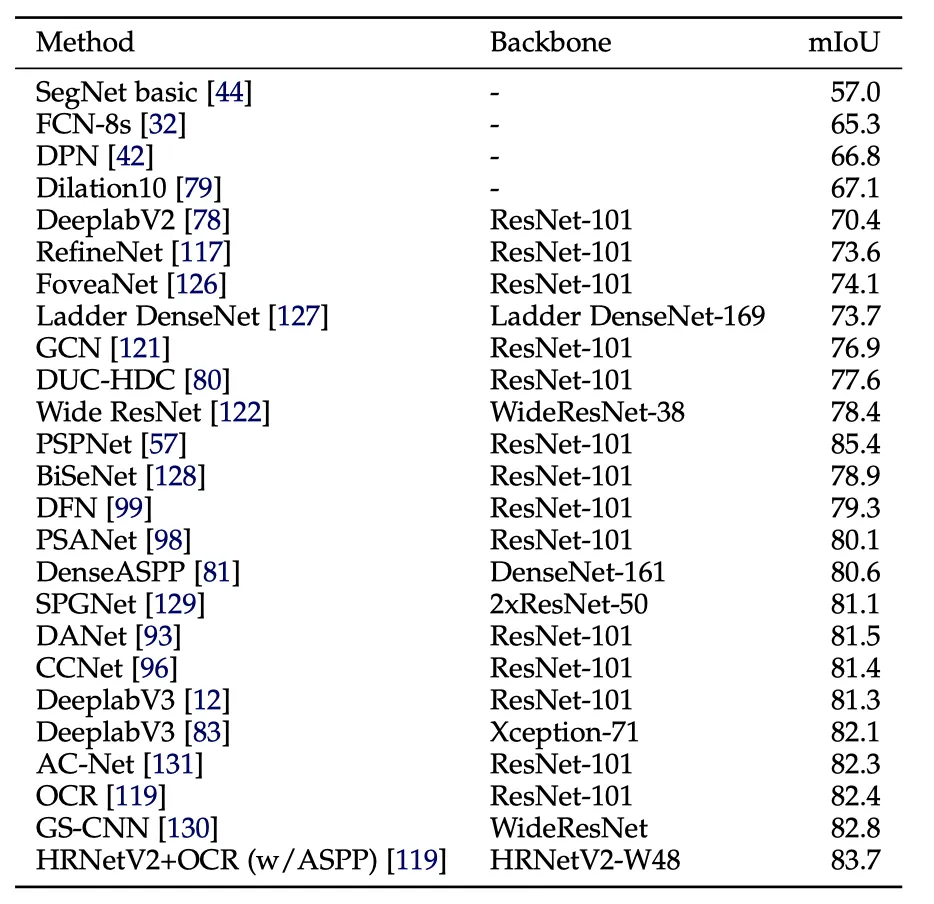 Method Backbone mIoU
SegNet basic [44] - 57.0
FCN-8s [32] - 65.3
DPN [42] - 66.8
Dilation10 [79] - 67.1
DeeplabV2 [78] ResNet-101 70.4
RefineNet [117] ResNet-101 73.6
FoveaNet [126] ResNet-101 74.1
Ladder DenseNet [127] Ladder DenseNet-169 73.7
GCN [121] ResNet-101 76.9
DUC-HDC [80] ResNet-101 77.6
Wide ResNet [122] WideResNet-38 78.4
PSPNet [57] ResNet-101 85.4
BiSeNet [128] ResNet-101 78.9
DFN [99] ResNet-101 79.3
PSANet [98] ResNet-101 80.1
DenseASPP [81] DenseNet-161 80.6
SPGNet [129] 2xResNet-50 81.1
DANet [93] ResNet-101 81.5
CCNet [96] ResNet-101 81.4
DeeplabV3 [12] ResNet-101 81.3
DeeplabV3 [83] Xception-71 82.1
AC-Net [131] ResNet-101 82.3
OCR [119] ResNet-101 82.4
GS-CNN [130] WideResNet 82.8
HRNetV2+OCR (w/ASPP) [119] HRNetV2-W48 83.7